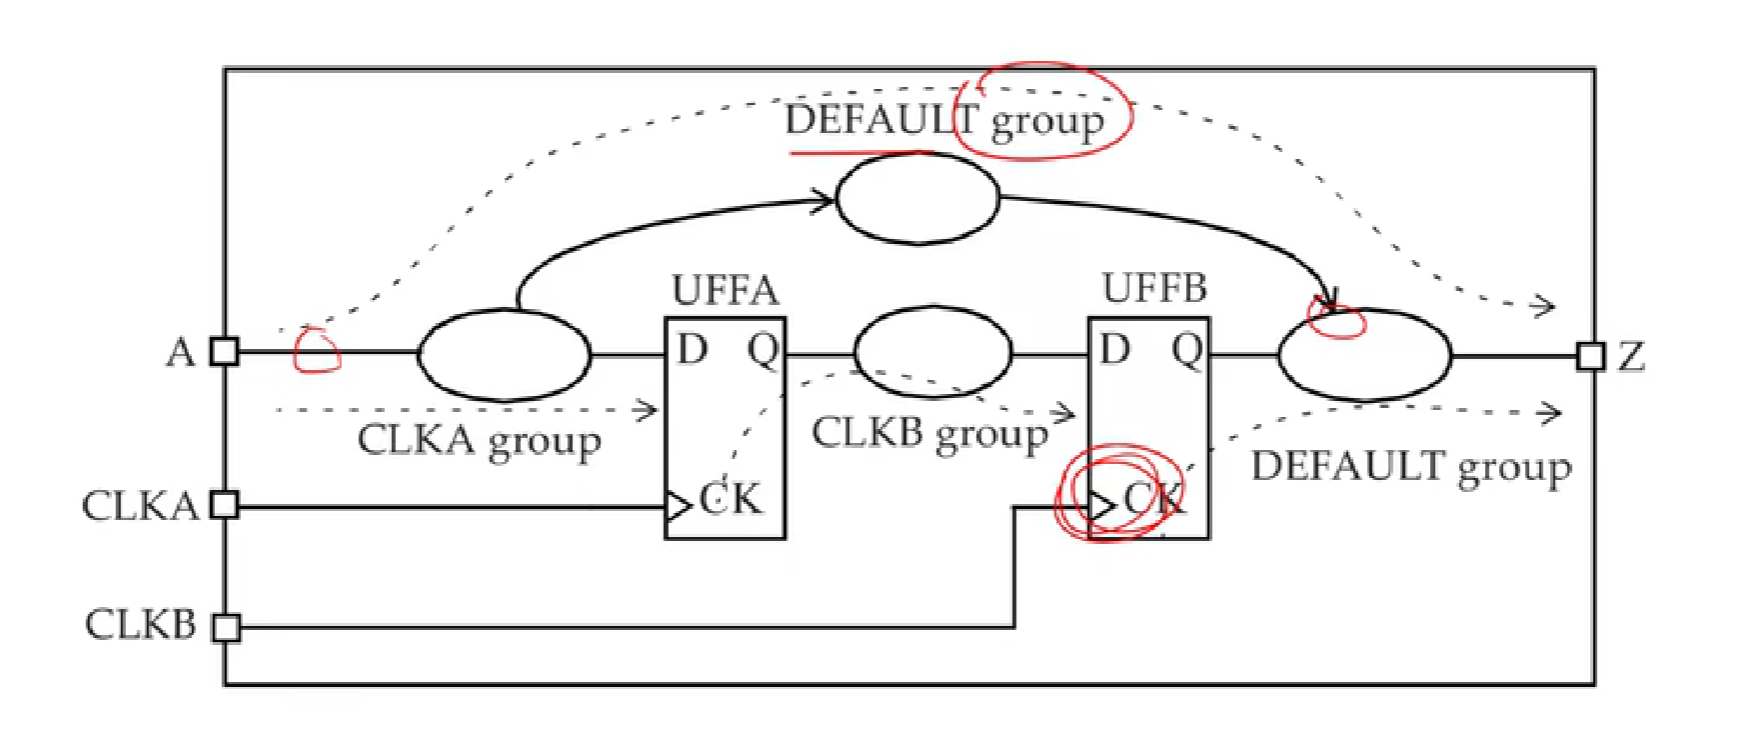 DEFAULT group
UFFA
UFFB
A
D
Q
D
Q
Z
CLKA group
CLKB group
DEFAULT group
CLKA
CK
CK
CLKB